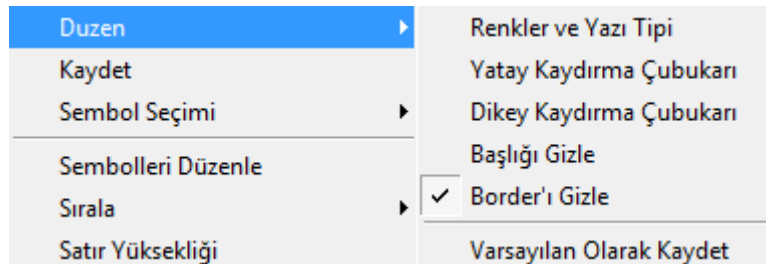 Duzen
Kaydet
Sembol Seçimi
Sembolleri Düzenle
Sırala
Satır Yüksekliği
Renkler ve Yazı Tipi
Yatay Kaydırma Çubukarı
Dikey Kaydırma Çubukarı
Başlığı Gizle
Border'ı Gizle
Varsayılan Olarak Kaydet